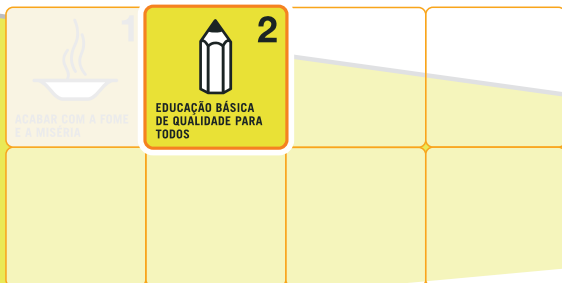 1
ACABAR COM A FOME
E A MISÉRIA
2
EDUCAÇÃO BÁSICA
DE QUALIDADE PARA
TODOS